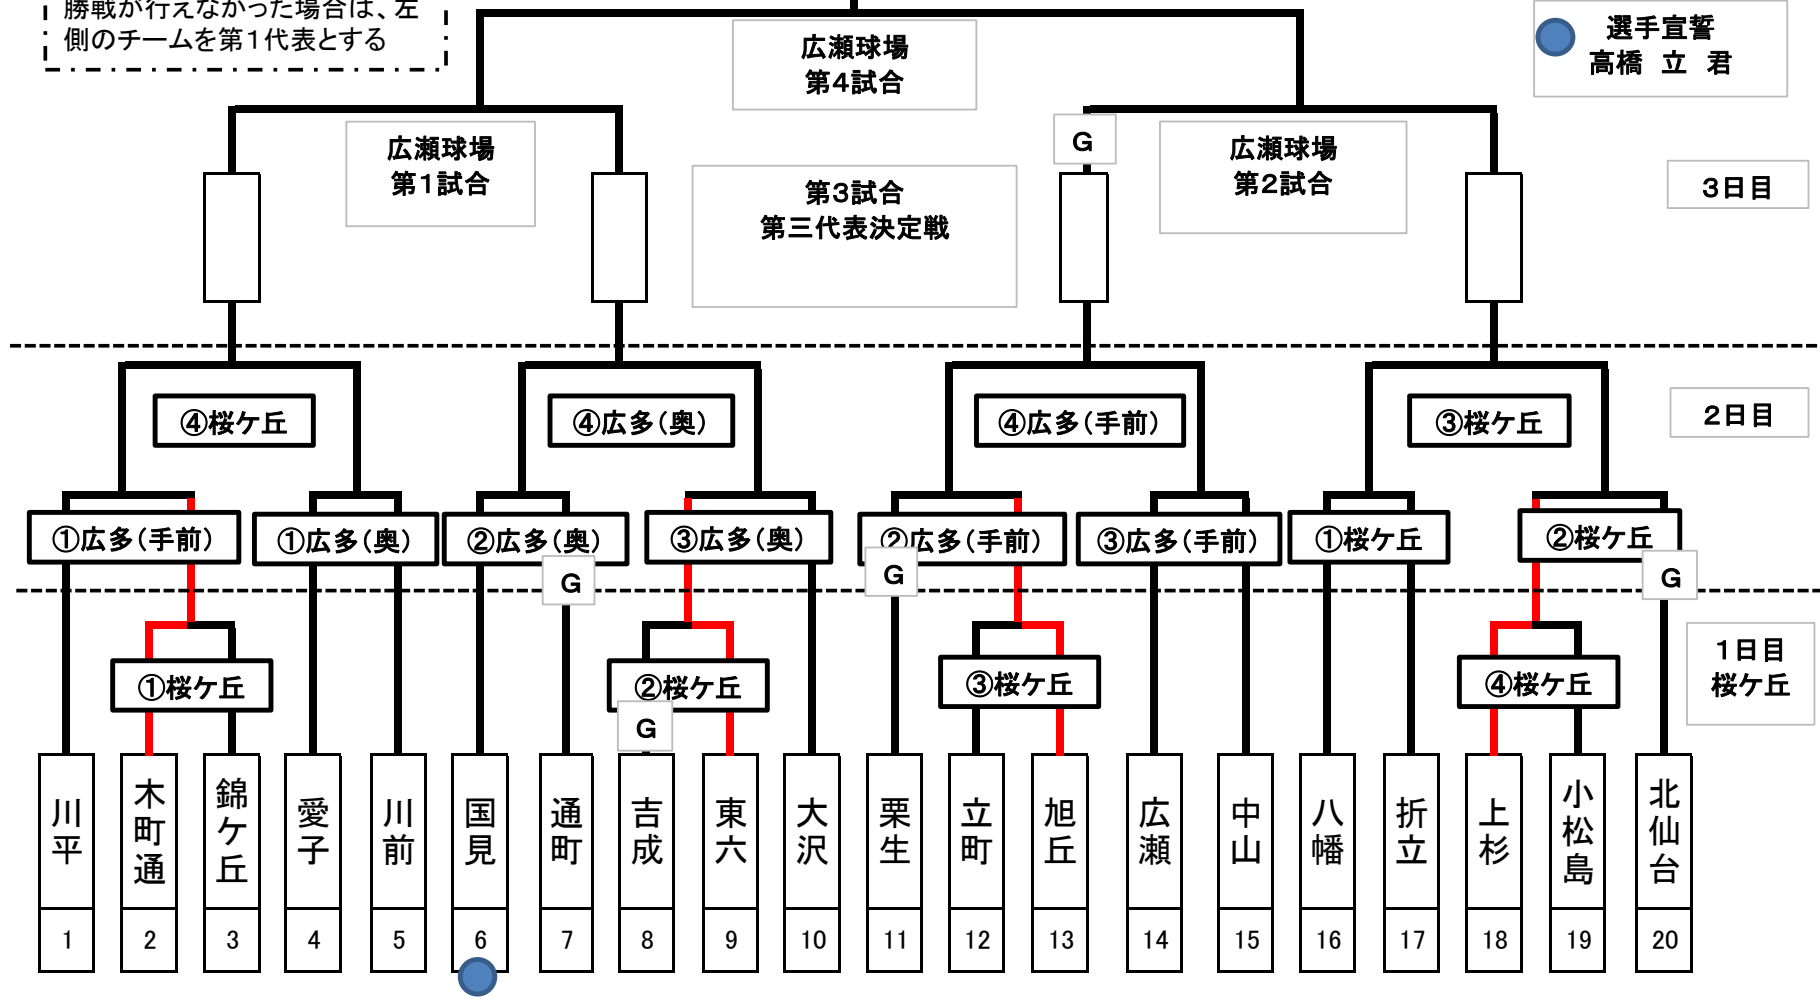 勝戦が行えなかった場合は、左
側のチームを第1代表とする
広瀬球場
第4試合
選手宣誓
高橋 立 君
広瀬球場
第1試合
G
広瀬球場
第2試合
第3試合
第三代表決定戦
3日目
④桜ケ丘
④広多(奥)
④広多(手前)
③桜ケ丘
2日目
①広多(手前)
①広多(奥)
②広多(奥)
③広多(奥)
②広多(手前)
③広多(手前)
①桜ケ丘
②桜ケ丘
G
G
G
①桜ケ丘
②桜ケ丘
③桜ケ丘
④桜ケ丘
1日目
桜ケ丘
G
川平
木町通
錦ケ丘
愛子
川前
国見
通町
吉成
東六
大沢
栗生
立町
旭丘
広瀬
中山
八幡
折立
上杉
小松島
北仙台
1
2
3
4
5
6
7
8
9
10
11
12
13
14
15
16
17
18
19
20